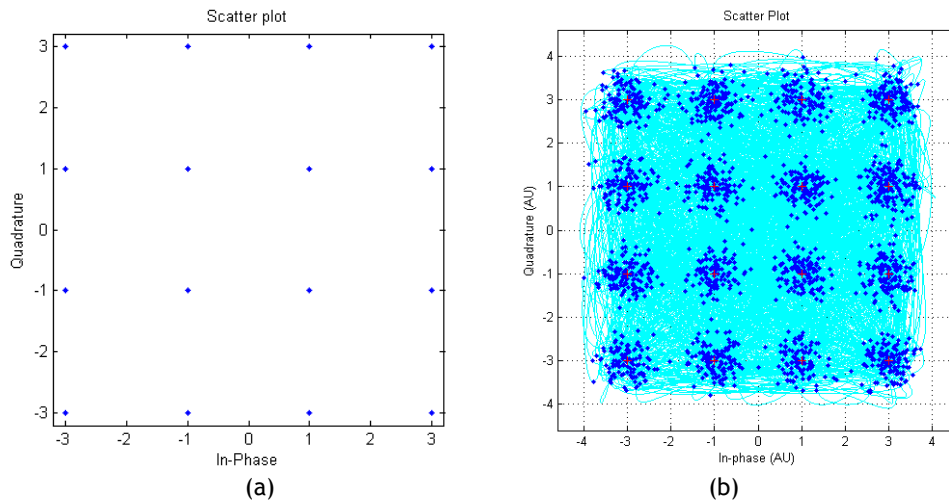 Scatter plot
3
2
1
0
-1
-2
-3
Quadrature
-3 -2 -1 0 1 2 3
In-Phase
(a)
Scatter Plot
4
3
2
1
0
-1
-2
-3
-4
Quadrature (AU)
-4 -3 -2 -1 0 1 2 3 4
In-phase (AU)
(b)